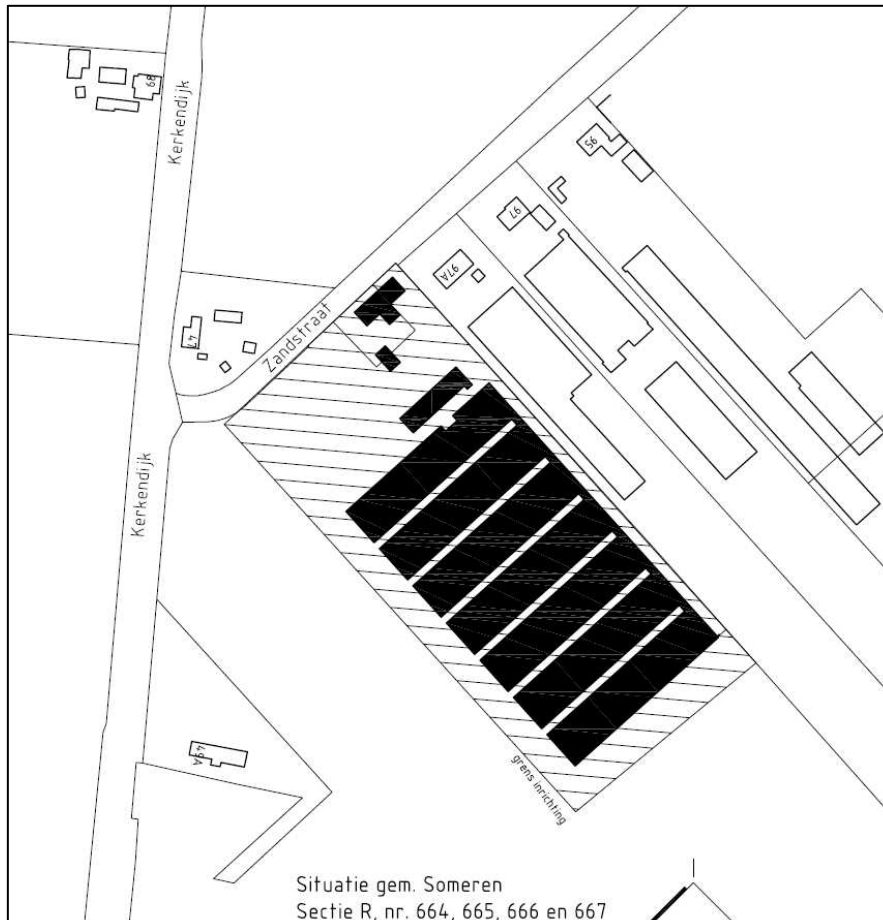 68
Kerkendijk
95
97
97A
47
Zandstraat
Kerkendijk
49A
grens inrichting
Situatie gem. Someren
Sectie R, nr. 664, 665, 666 en 667